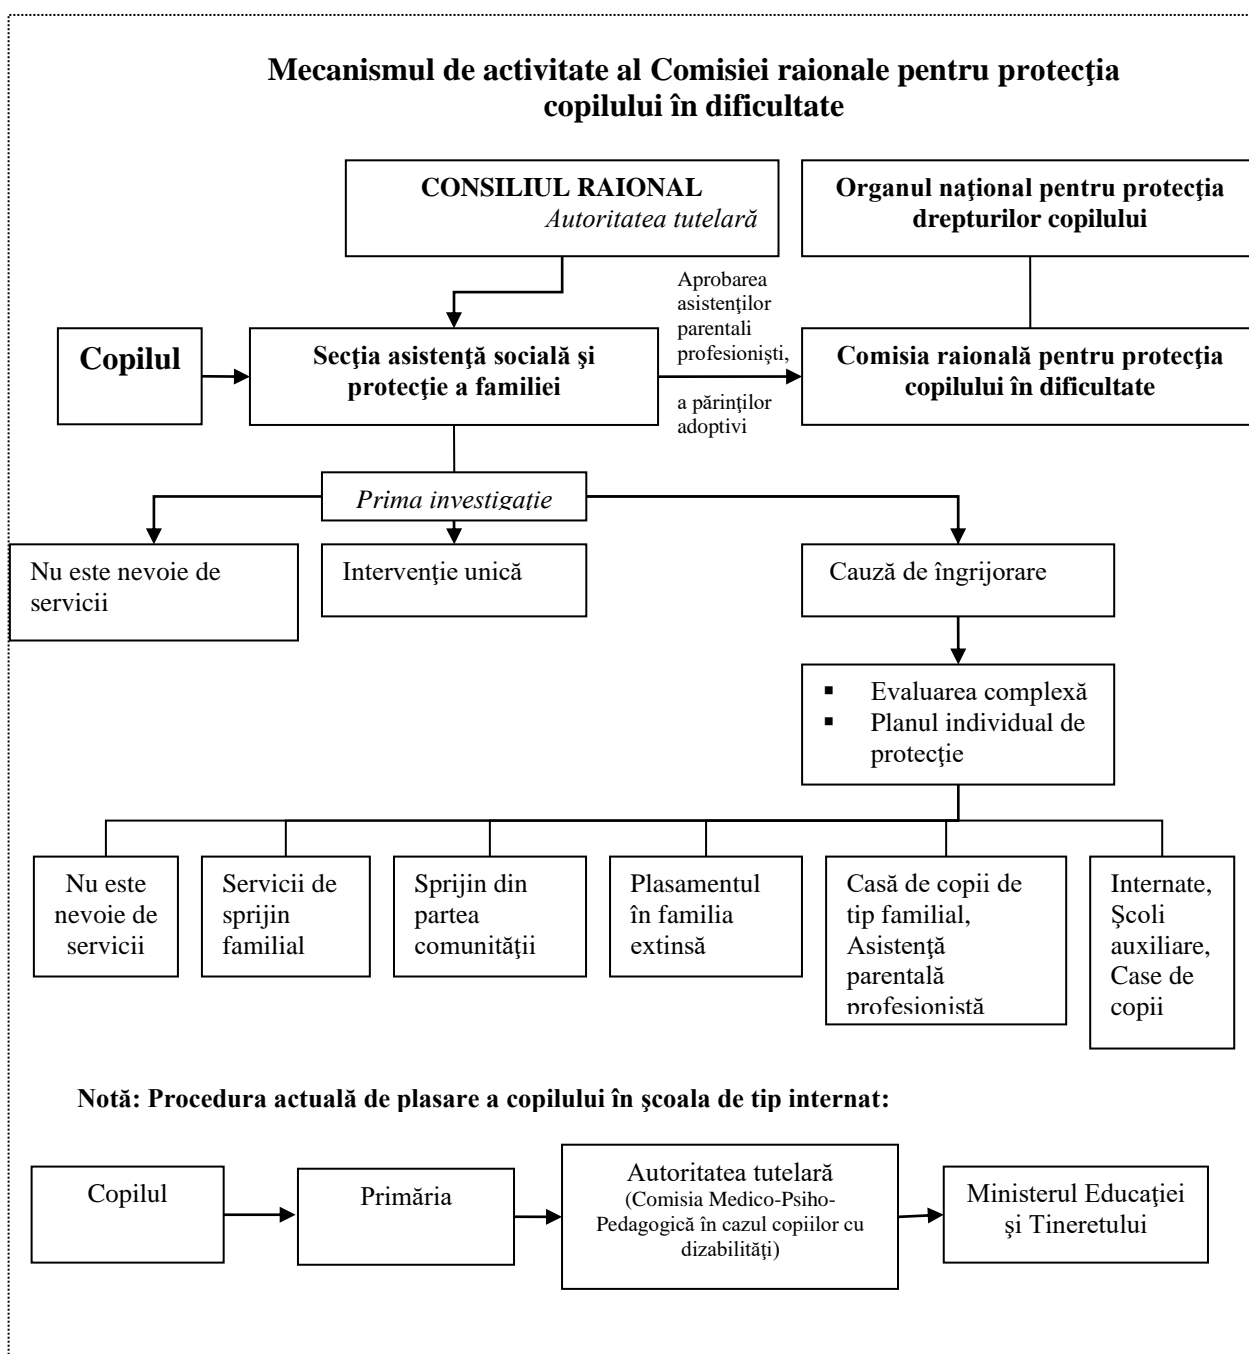 Mecanismul de activitate al Comisiei raionale pentru protecţia
copilului în dificultate
CONSILIUL RAIONAL
Autoritatea tutelară
Organul naţional pentru protecţia
drepturilor copilului
Aprobarea
asistenţilor
parentali
profesionişti,
a părinţilor
adoptivi
Copilul
Secţia asistenţă socială şi
protecţie a familiei
Comisia raională pentru protecţia
copilului în dificultate
Prima investigaţie
Nu este nevoie de
servicii
Intervenţie unică
Cauză de îngrijorare
▪ Evaluarea complexă
▪ Planul individual de
protecţie
Nu este
nevoie de
servicii
Servicii de
sprijin
familial
Sprijin din
partea
comunităţii
Plasamentul
în familia
extinsă
Casă de copii de
tip familial,
Asistenţă
parentală
profesionistă
Internate,
Şcoli
auxiliare,
Case de
copii
Notă: Procedura actuală de plasare a copilului în şcoala de tip internat:
Copilul
Primăria
Autoritatea tutelară
(Comisia Medico-Psiho-
Pedagogică în cazul copiilor cu
dizabilităţi)
Ministerul Educaţiei
şi Tineretului